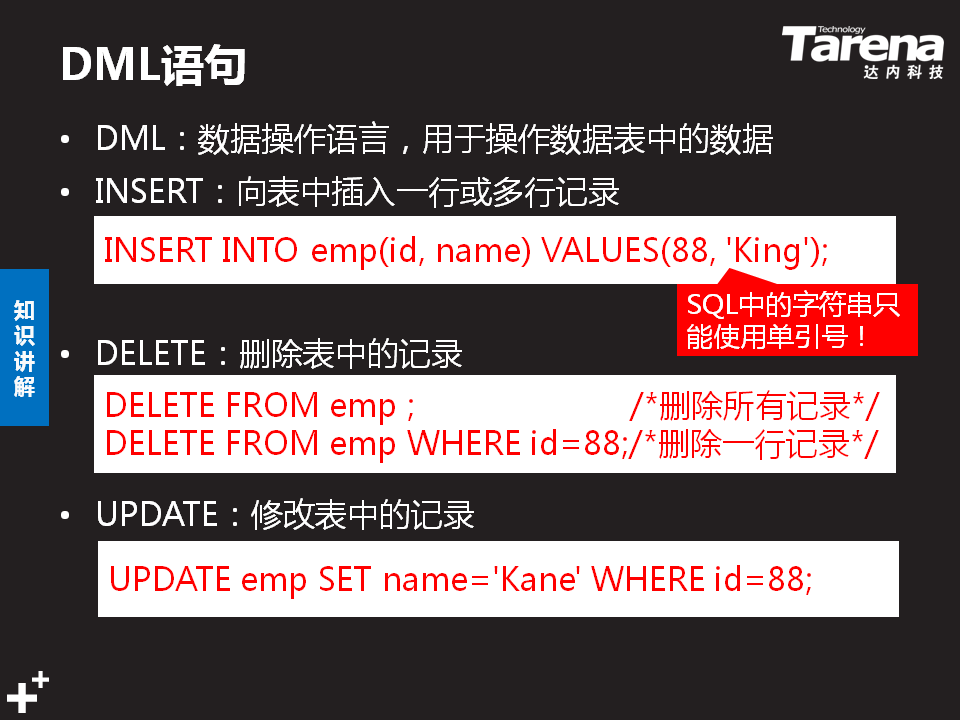 DML语句
Technology
Tarena
达内科技
• DML：数据操作语言，用于操作数据表中的数据
• INSERT：向表中插入一行或多行记录
INSERT INTO emp(id, name) VALUES(88, 'King');
SQL中的字符串只
能使用单引号！
知识讲解
• DELETE：删除表中的记录
DELETE FROM emp ; /*删除所有记录*/
DELETE FROM emp WHERE id=88;/*删除一行记录*/
• UPDATE：修改表中的记录
UPDATE emp SET name='Kane' WHERE id=88;